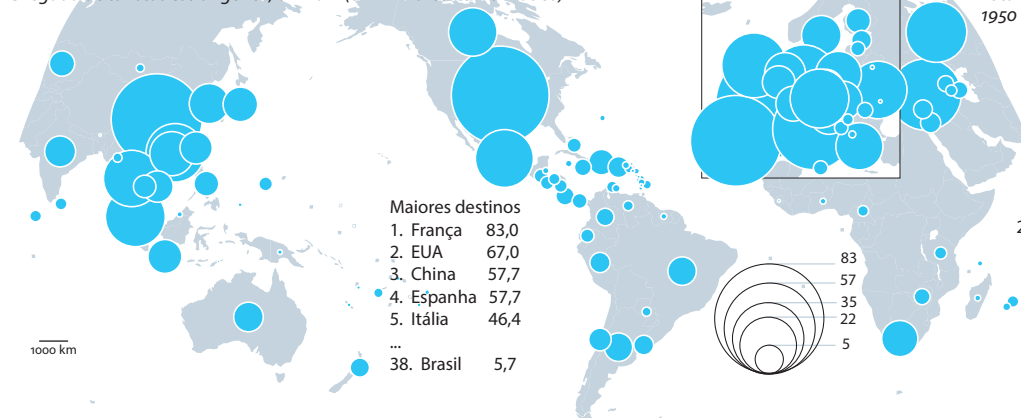 1950
Maiores destinos
1. França 83,0
2. EUA 67,0
3. China 57,7
4. Espanha 57,7
5. Itália 46,4
...
38. Brasil 5,7
83
57
35
22
5
1000 km